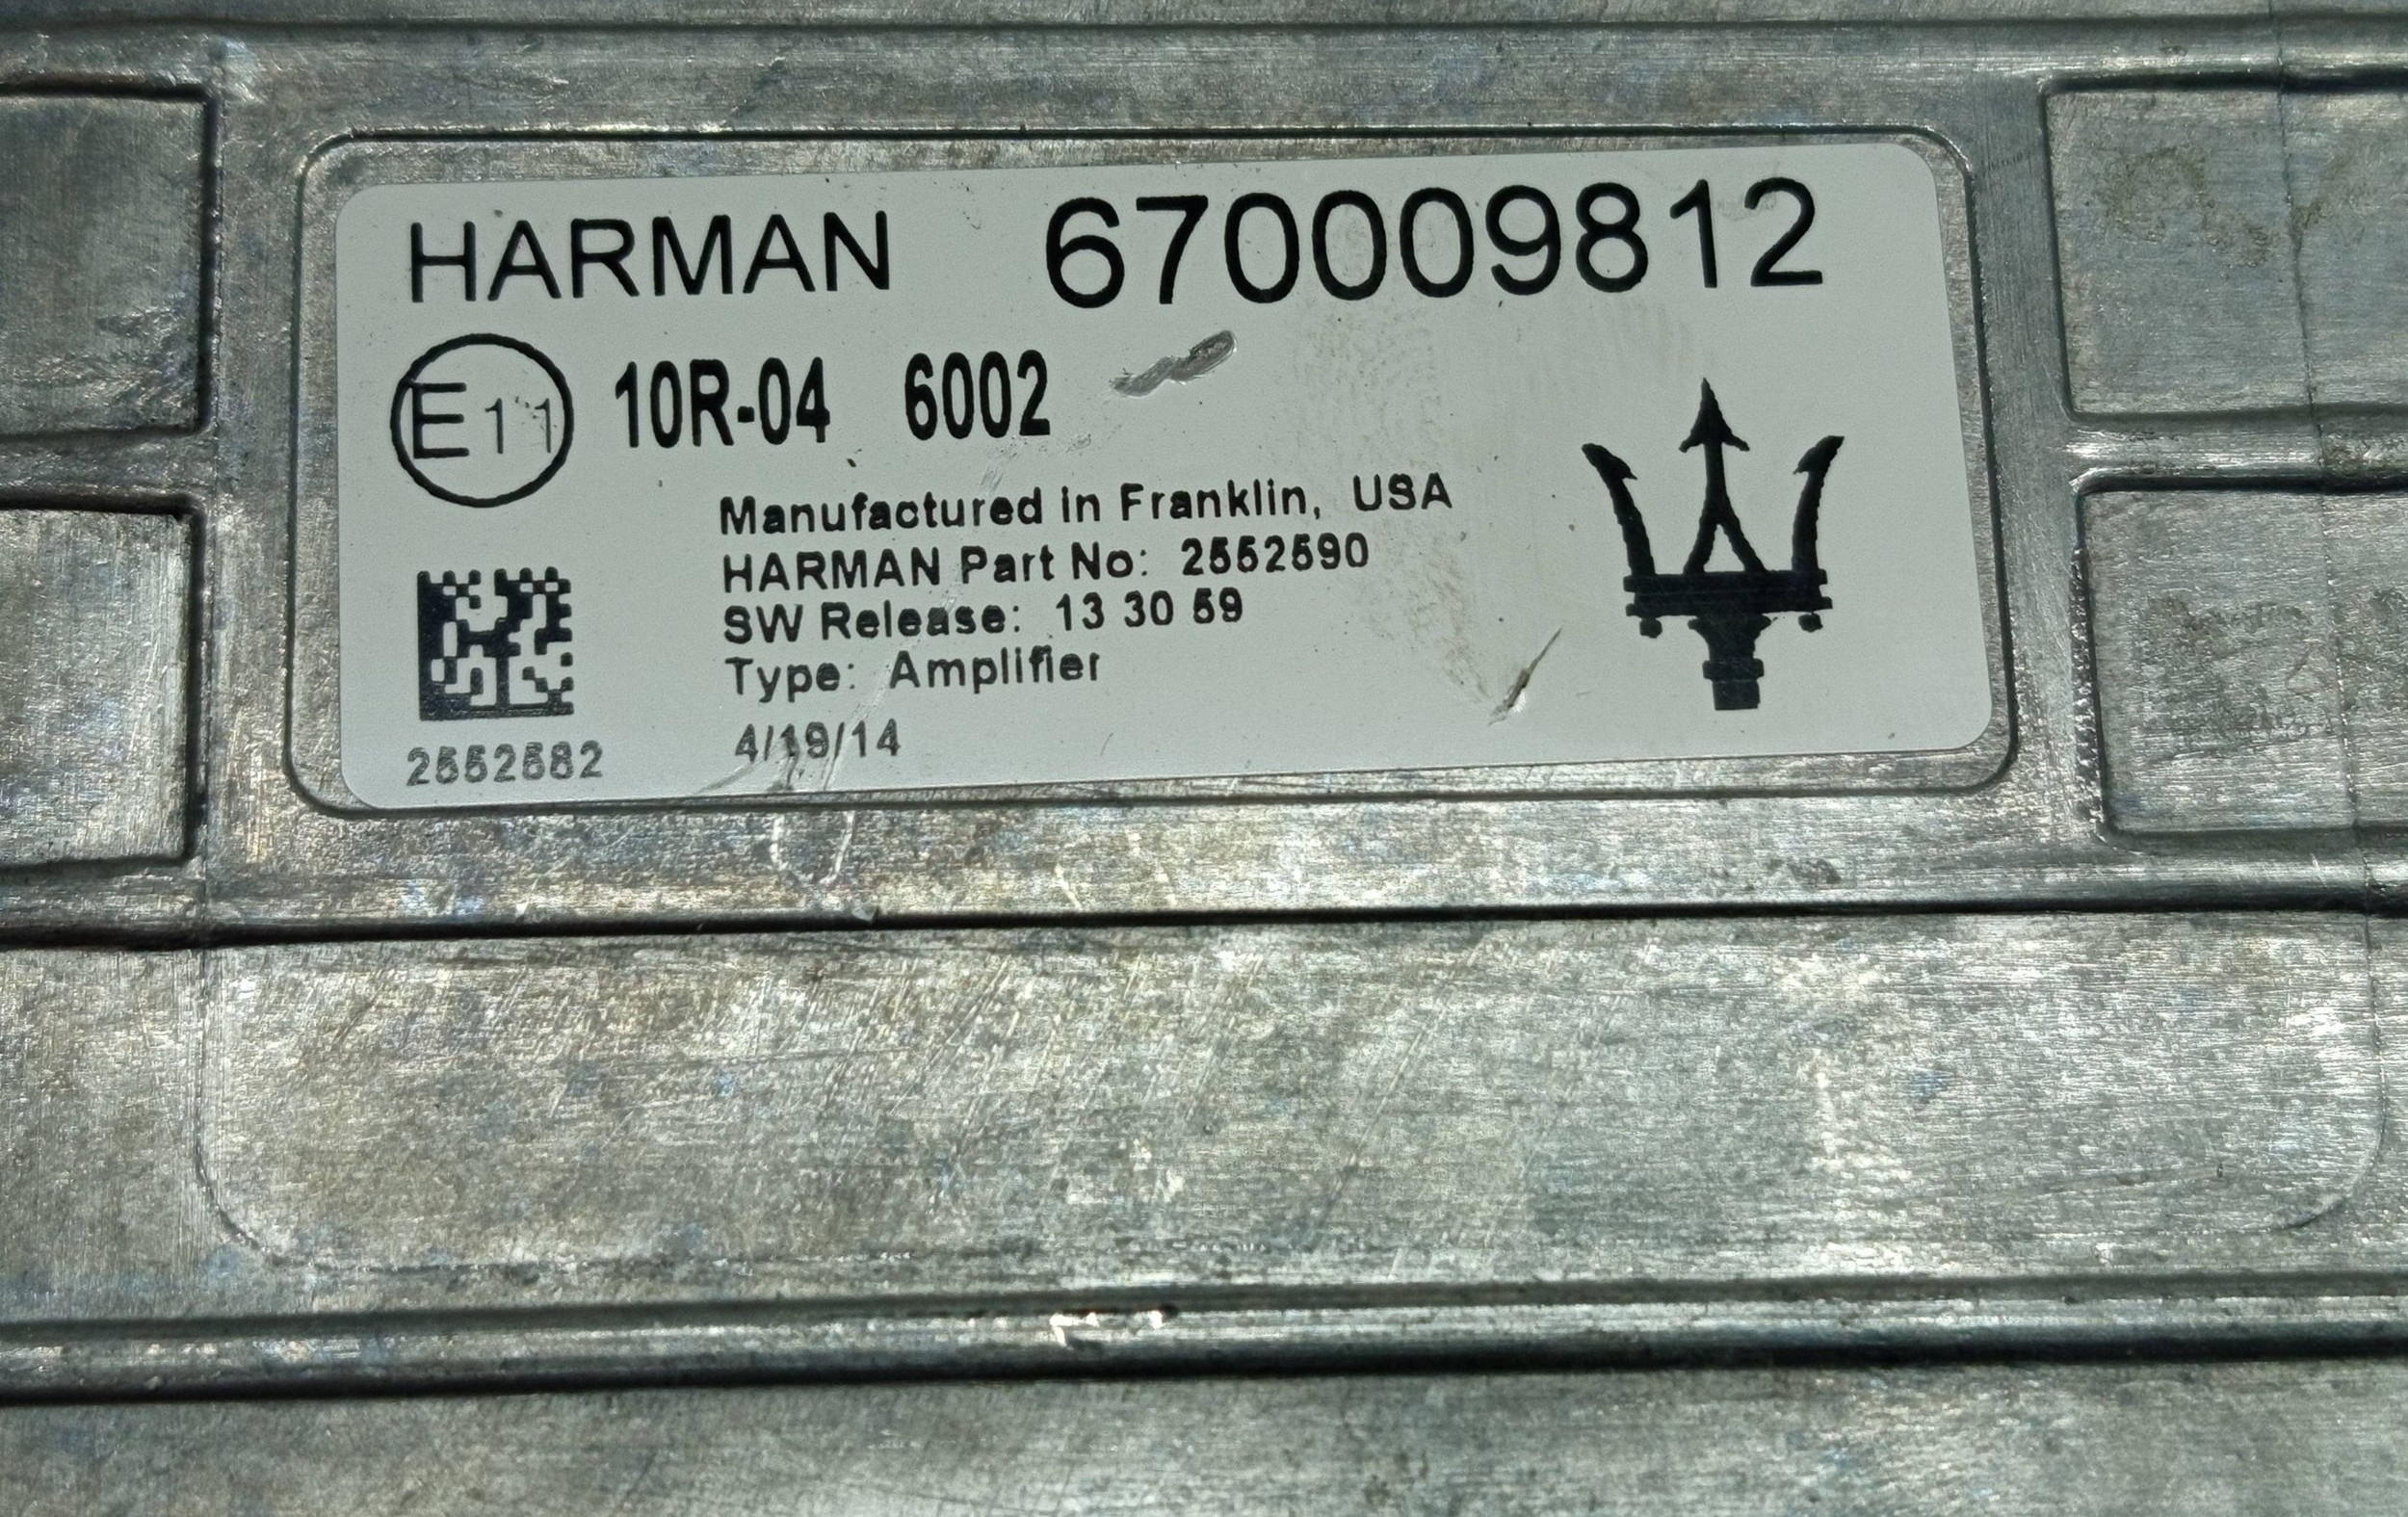 HARMAN 670009812
E11 10R-04 6002
Manufactured in Franklin, USA
HARMAN Part No: 2552590
SW Release: 13 30 59
Type: Amplifier
4/19/14
2552582